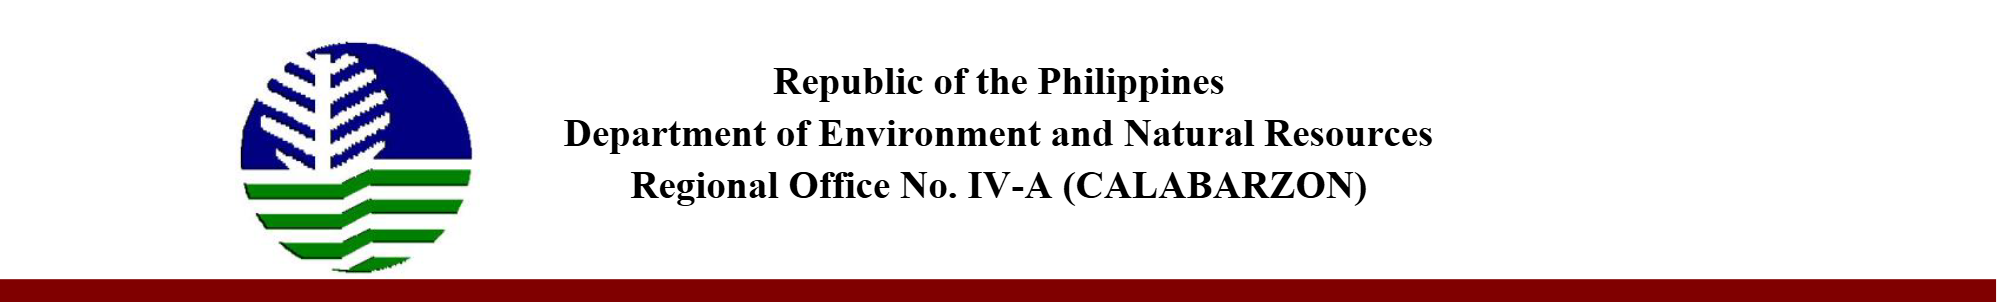 Republic of the Philippines
Department of Environment and Natural Resources
Regional Office No. IV-A (CALABARZON)